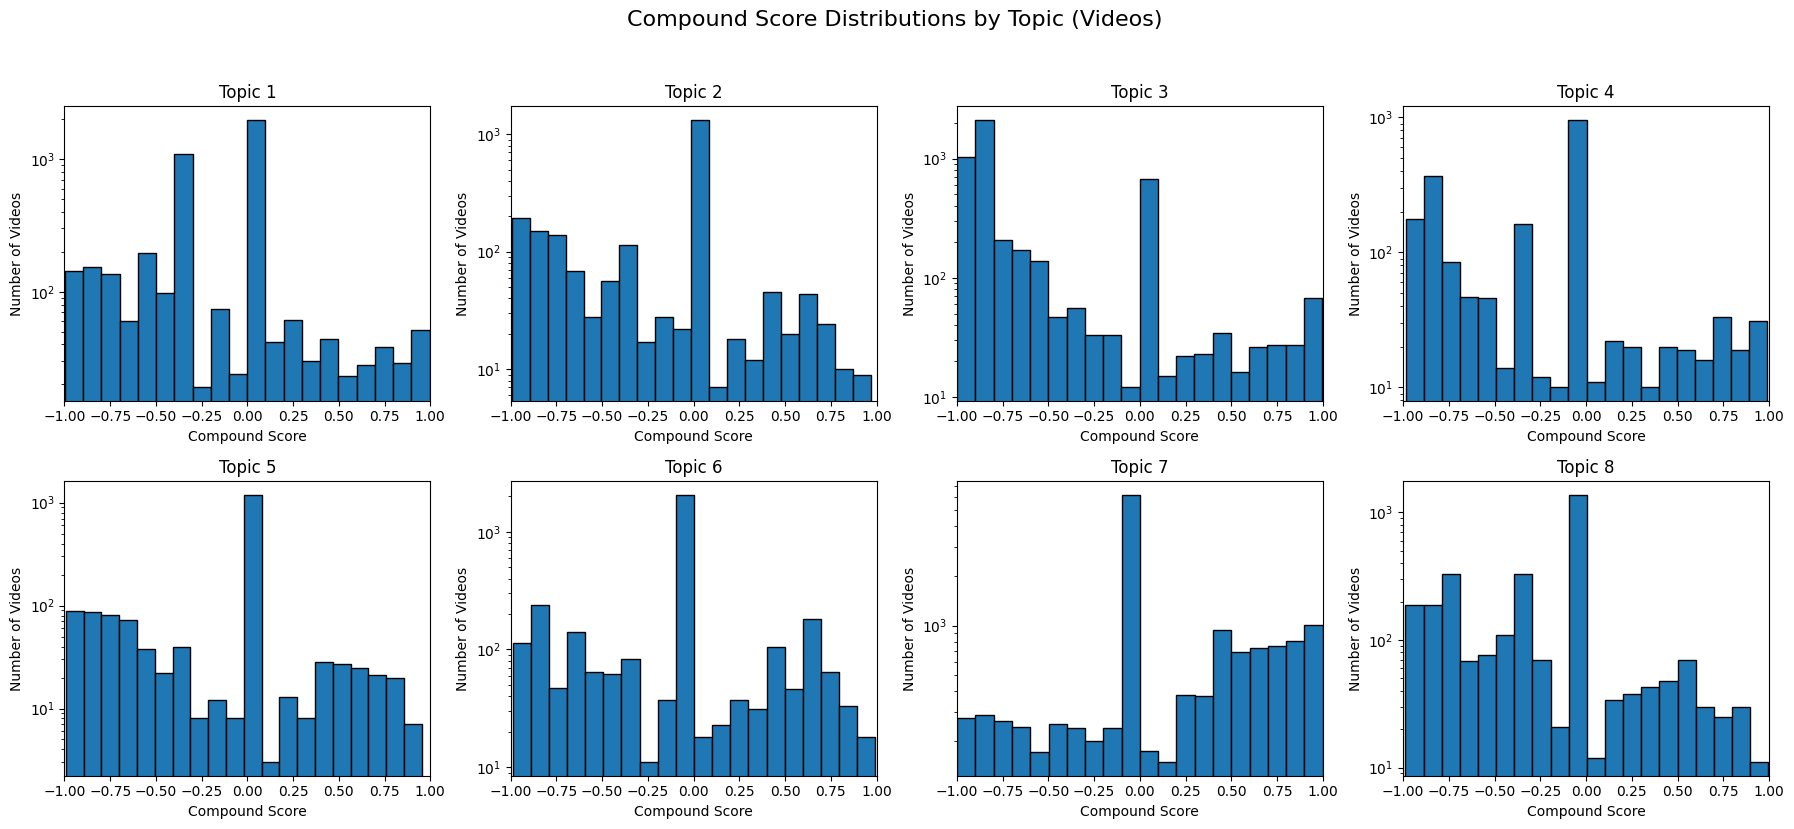 Compound Score Distributions by Topic (Videos)
Topic 1
Topic 2
Topic 3
Topic 4
Number of Videos
10³
10²
−1.00 −0.75 −0.50 −0.25 0.00 0.25 0.50 0.75 1.00
Compound Score
Number of Videos
10³
10²
10¹
−1.00 −0.75 −0.50 −0.25 0.00 0.25 0.50 0.75 1.00
Compound Score
Number of Videos
10³
10²
10¹
−1.00 −0.75 −0.50 −0.25 0.00 0.25 0.50 0.75 1.00
Compound Score
Number of Videos
10³
10²
10¹
−1.00 −0.75 −0.50 −0.25 0.00 0.25 0.50 0.75 1.00
Compound Score
Topic 5
Topic 6
Topic 7
Topic 8
Number of Videos
10³
10²
10¹
−1.00 −0.75 −0.50 −0.25 0.00 0.25 0.50 0.75 1.00
Compound Score
Number of Videos
10³
10²
10¹
−1.00 −0.75 −0.50 −0.25 0.00 0.25 0.50 0.75 1.00
Compound Score
Number of Videos
10³
−1.00 −0.75 −0.50 −0.25 0.00 0.25 0.50 0.75 1.00
Compound Score
Number of Videos
10³
10²
10¹
−1.00 −0.75 −0.50 −0.25 0.00 0.25 0.50 0.75 1.00
Compound Score